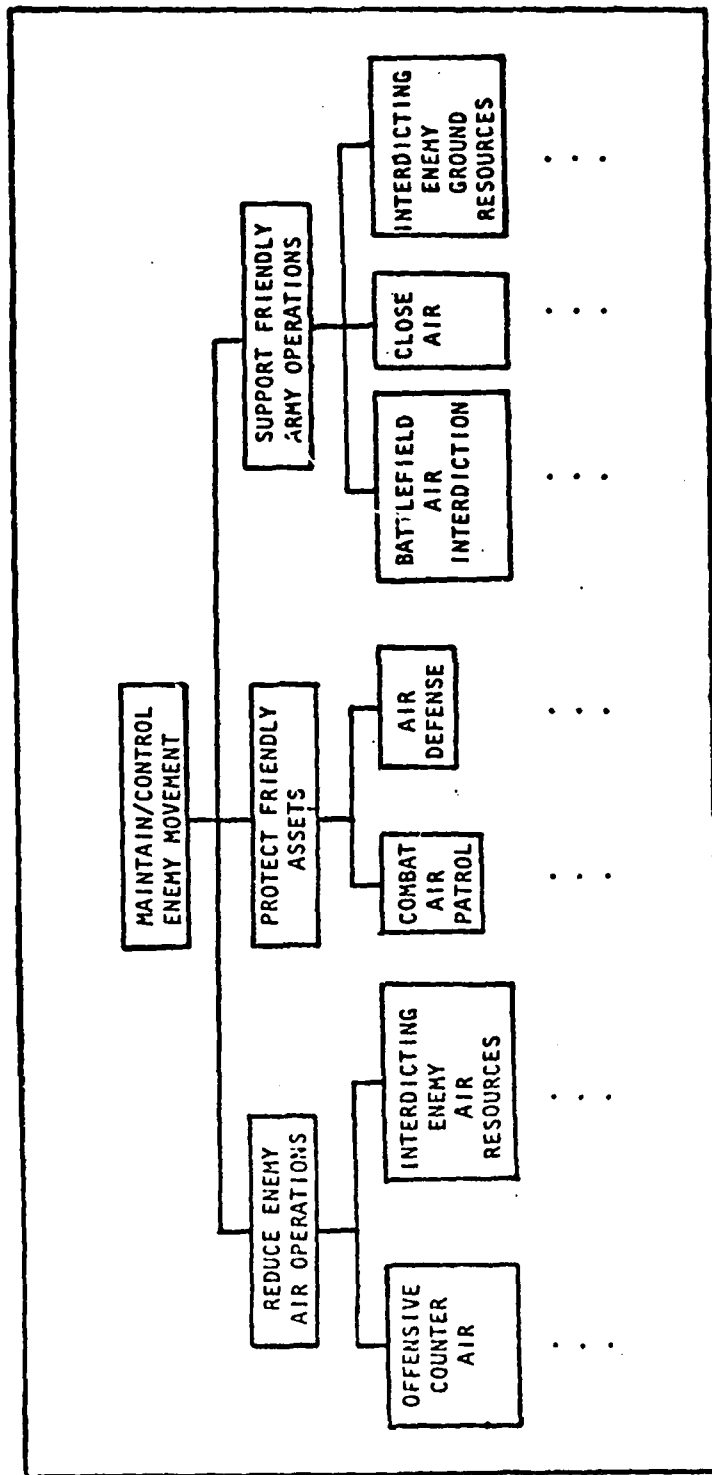 MAINTAIN/CONTROL
ENEMY MOVEMENT
REDUCE ENEMY
AIR OPERATIONS
PROTECT FRIENDLY
ASSETS
SUPPORT FRIENDLY
ARMY OPERATIONS
OFFENSIVE
COUNTER
AIR
INTERDICTING
ENEMY
AIR
RESOURCES
COMBAT
AIR
PATROL
AIR
DEFENSE
BATTLEFIELD
AIR
INTERDICTION
CLOSE
AIR
INTERDICTING
ENEMY
GROUND
RESOURCES
. . .
. . .
. . .
. . .
. . .
. . .
. . .